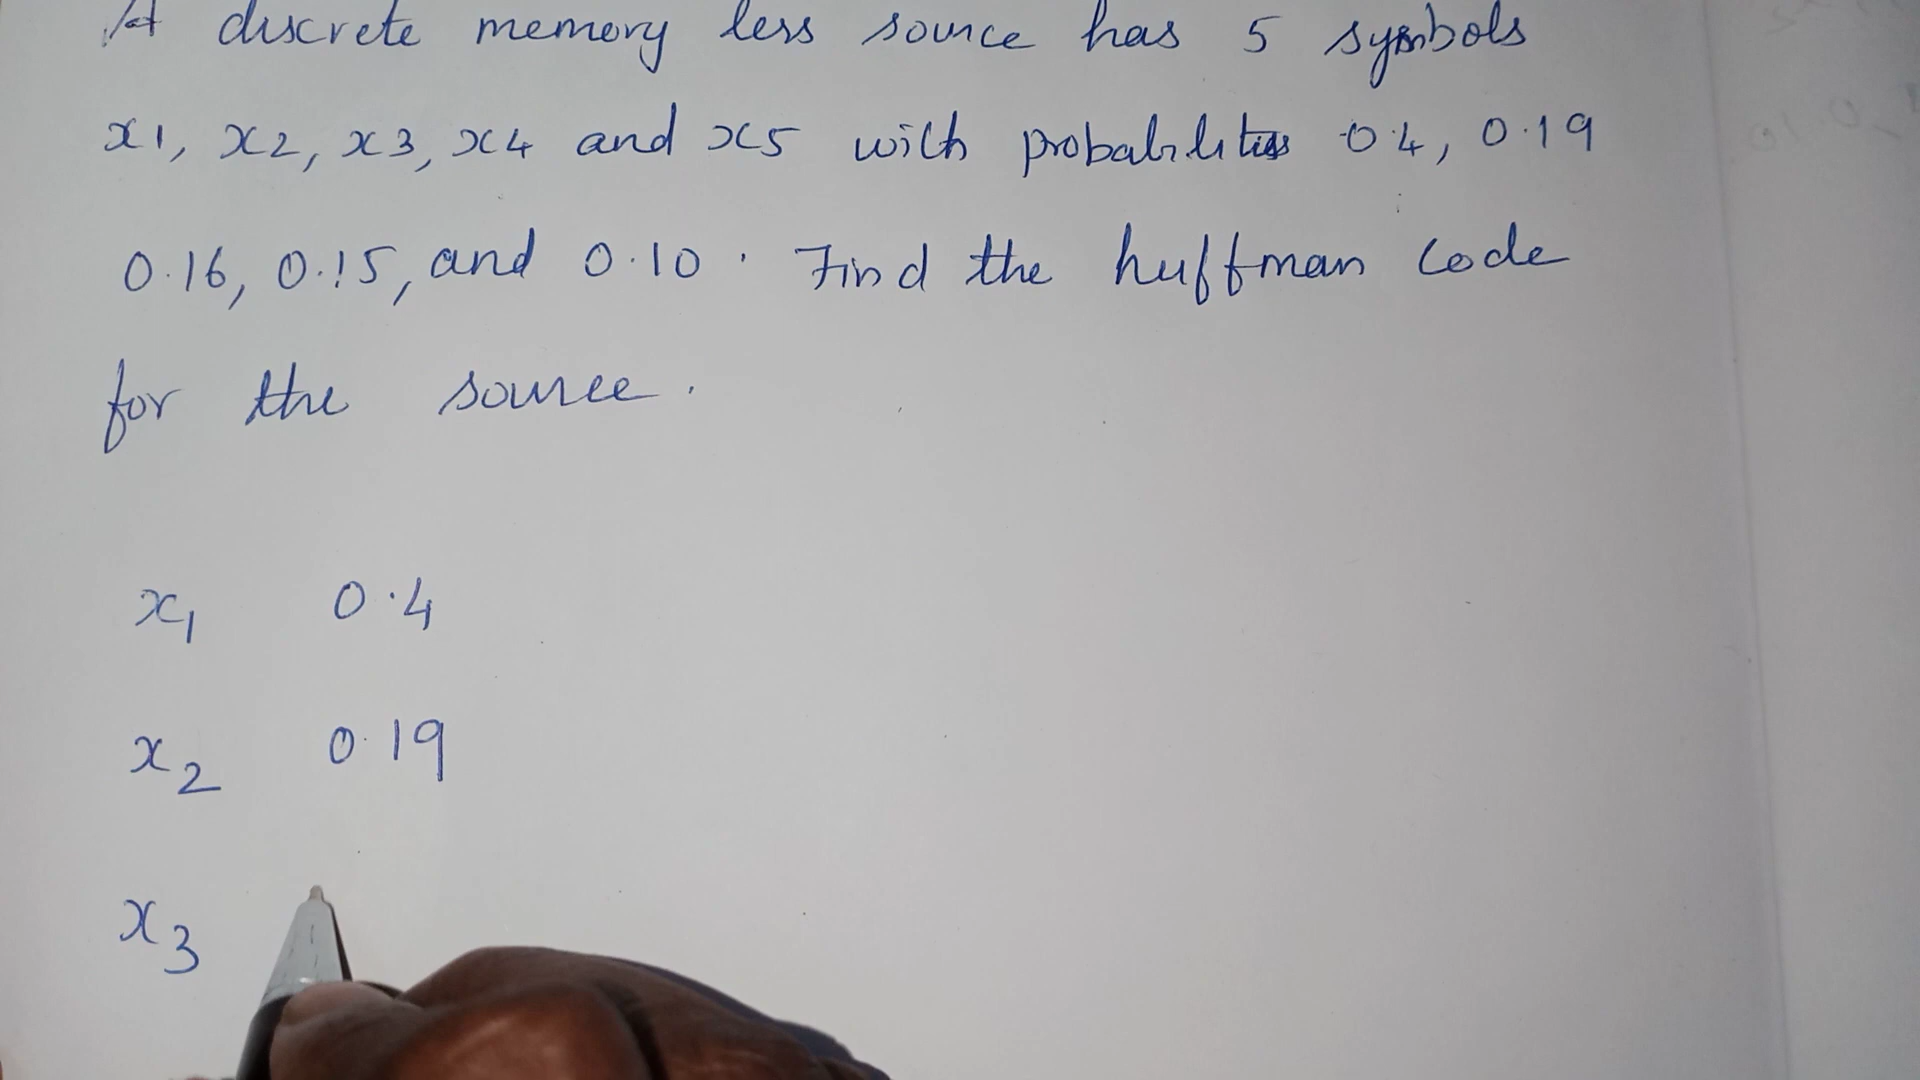 A discrete memory less source has 5 symbols
x1, x2, x3, x4 and x5 with probabilities 0.4, 0.19
0.16, 0.15, and 0.10. Find the huffman code
for the source.
x1 0.4
x2 0.19
x3